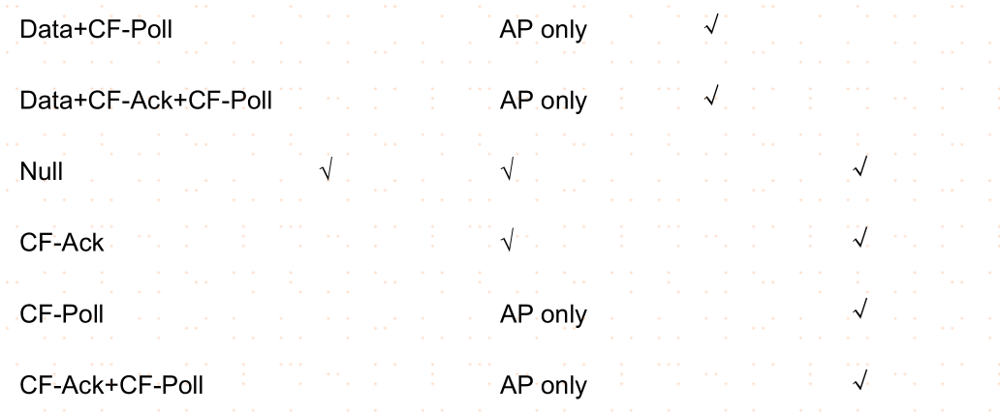 Data+CF-Poll AP only √
Data+CF-Ack+CF-Poll AP only √
Null √ √ √
CF-Ack √ √
CF-Poll AP only √
CF-Ack+CF-Poll AP only √